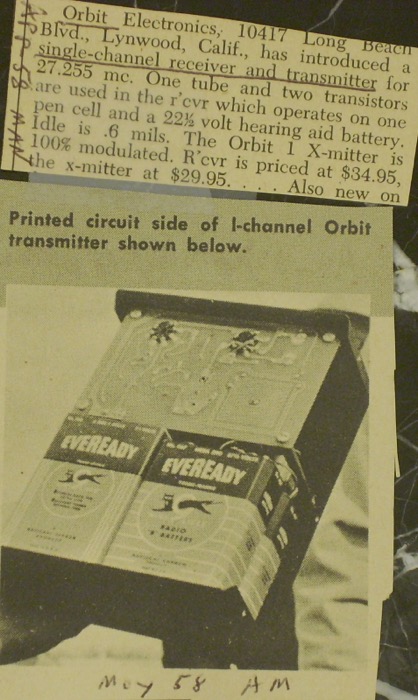 Orbit Electronics, 10417 Long Beach
Blvd., Lynwood, Calif., has introduced a
single-channel receiver and transmitter for
27.255 mc. One tube and two transistors
are used in the r'cvr which operates on one
pen cell and a 22½ volt hearing aid battery.
Idle is .6 mils. The Orbit 1 X-mitter is
100% modulated. R'cvr is priced at $34.95,
the x-mitter at $29.95. . . . Also new on
58 MAN
Printed circuit side of I-channel Orbit
transmitter shown below.
EVEREADY
EVEREADY
RADIO
"B" BATTERY
May 58 AM